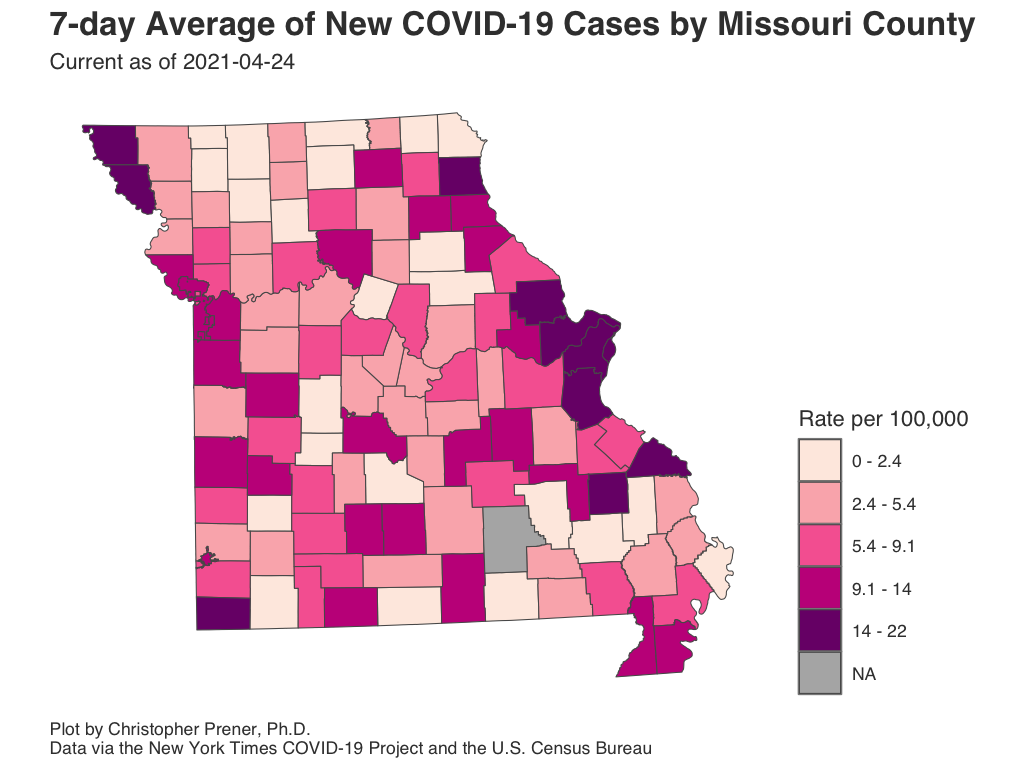 7-day Average of New COVID-19 Cases by Missouri County
Current as of 2021-04-24
Rate per 100,000
0 - 2.4
2.4 - 5.4
5.4 - 9.1
9.1 - 14
14 - 22
NA
Plot by Christopher Prener, Ph.D.
Data via the New York Times COVID-19 Project and the U.S. Census Bureau